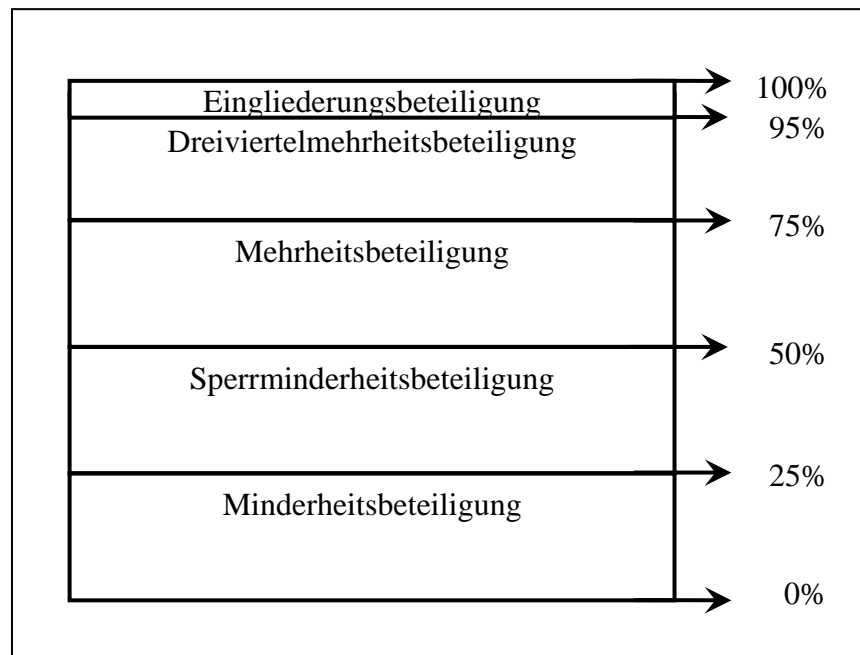 100%
Eingliederungsbeteiligung
95%
Dreiviertelmehrheitsbeteiligung
75%
Mehrheitsbeteiligung
50%
Sperrminderheitsbeteiligung
25%
Minderheitsbeteiligung
0%